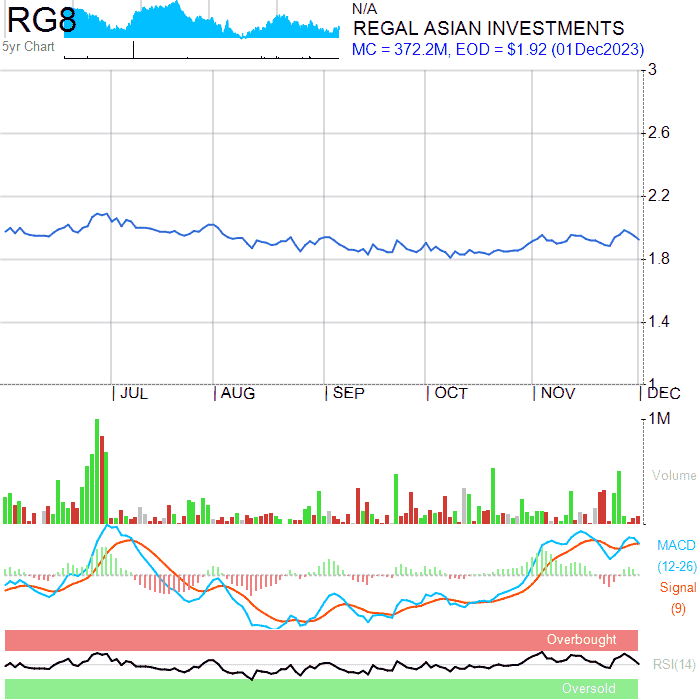 RG8
5yr Chart
N/A
REGAL ASIAN INVESTMENTS
MC = 372.2M, EOD = $1.92 (01Dec2023)
3
2.6
2.2
1.8
1.4
1
JUL AUG SEP OCT NOV DEC
1M
Volume
MACD
(12-26)
Signal
(9)
Overbought
RSI(14)
Oversold